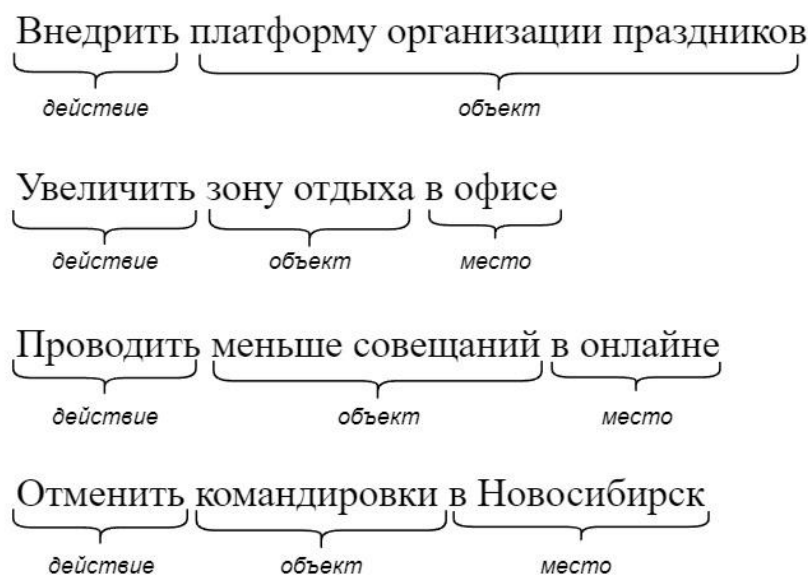 Внедрить платформу организации праздников
действие объект
Увеличить зону отдыха в офисе
действие объект место
Проводить меньше совещаний в онлайне
действие объект место
Отменить командировки в Новосибирск
действие объект место